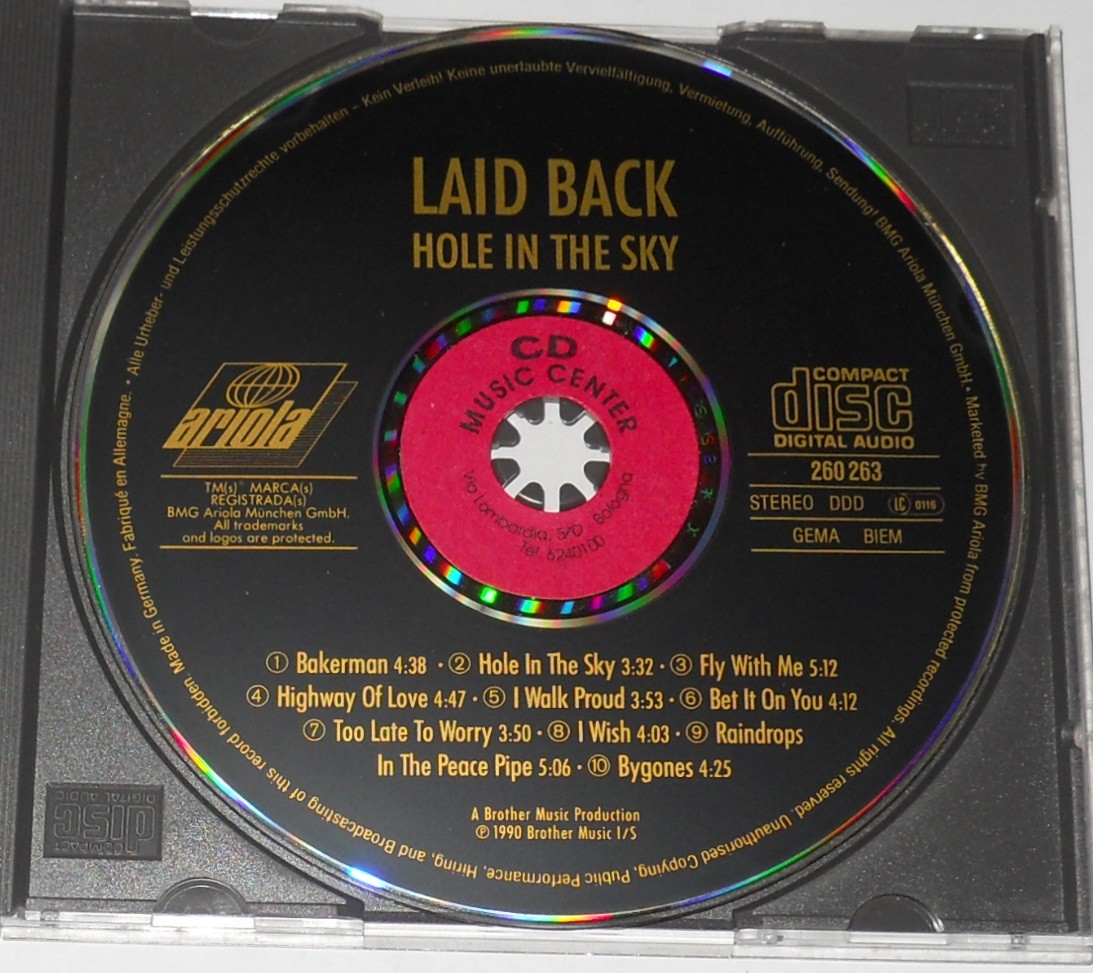 Alle Urheber- und Leistungsschutzrechte vorbehalten – Kein Verleih! Keine unerlaubte Vervielfältigung, Vermietung, Aufführung, Sendung! BMG Ariola München GmbH. • Marketed by BMG Ariola from protected recordings. All rights reserved. Unauthorised Copying, Public Performance, Hiring, and Broadcasting of this record forbidden. Made in Germany. Fabriqué en Allemagne. •
LAID BACK
HOLE IN THE SKY
CD
MUSIC CENTER
Via Lombardia, 5/D Bologna
Tel. 6240100
ariola
TM(s) MARCA(s)
REGISTRADA(s)
BMG Ariola München GmbH.
All trademarks
and logos are protected.
COMPACT
disc
DIGITAL AUDIO
260 263
STEREO DDD LC 0116
GEMA BIEM
① Bakerman 4:38 · ② Hole In The Sky 3:32 · ③ Fly With Me 5:12
④ Highway Of Love 4:47 · ⑤ I Walk Proud 3:53 · ⑥ Bet It On You 4:12
⑦ Too Late To Worry 3:50 · ⑧ I Wish 4:03 · ⑨ Raindrops
In The Peace Pipe 5:06 · ⑩ Bygones 4:25
A Brother Music Production
℗ 1990 Brother Music I/S
COMPACT
disc
DIGITAL AUDIO